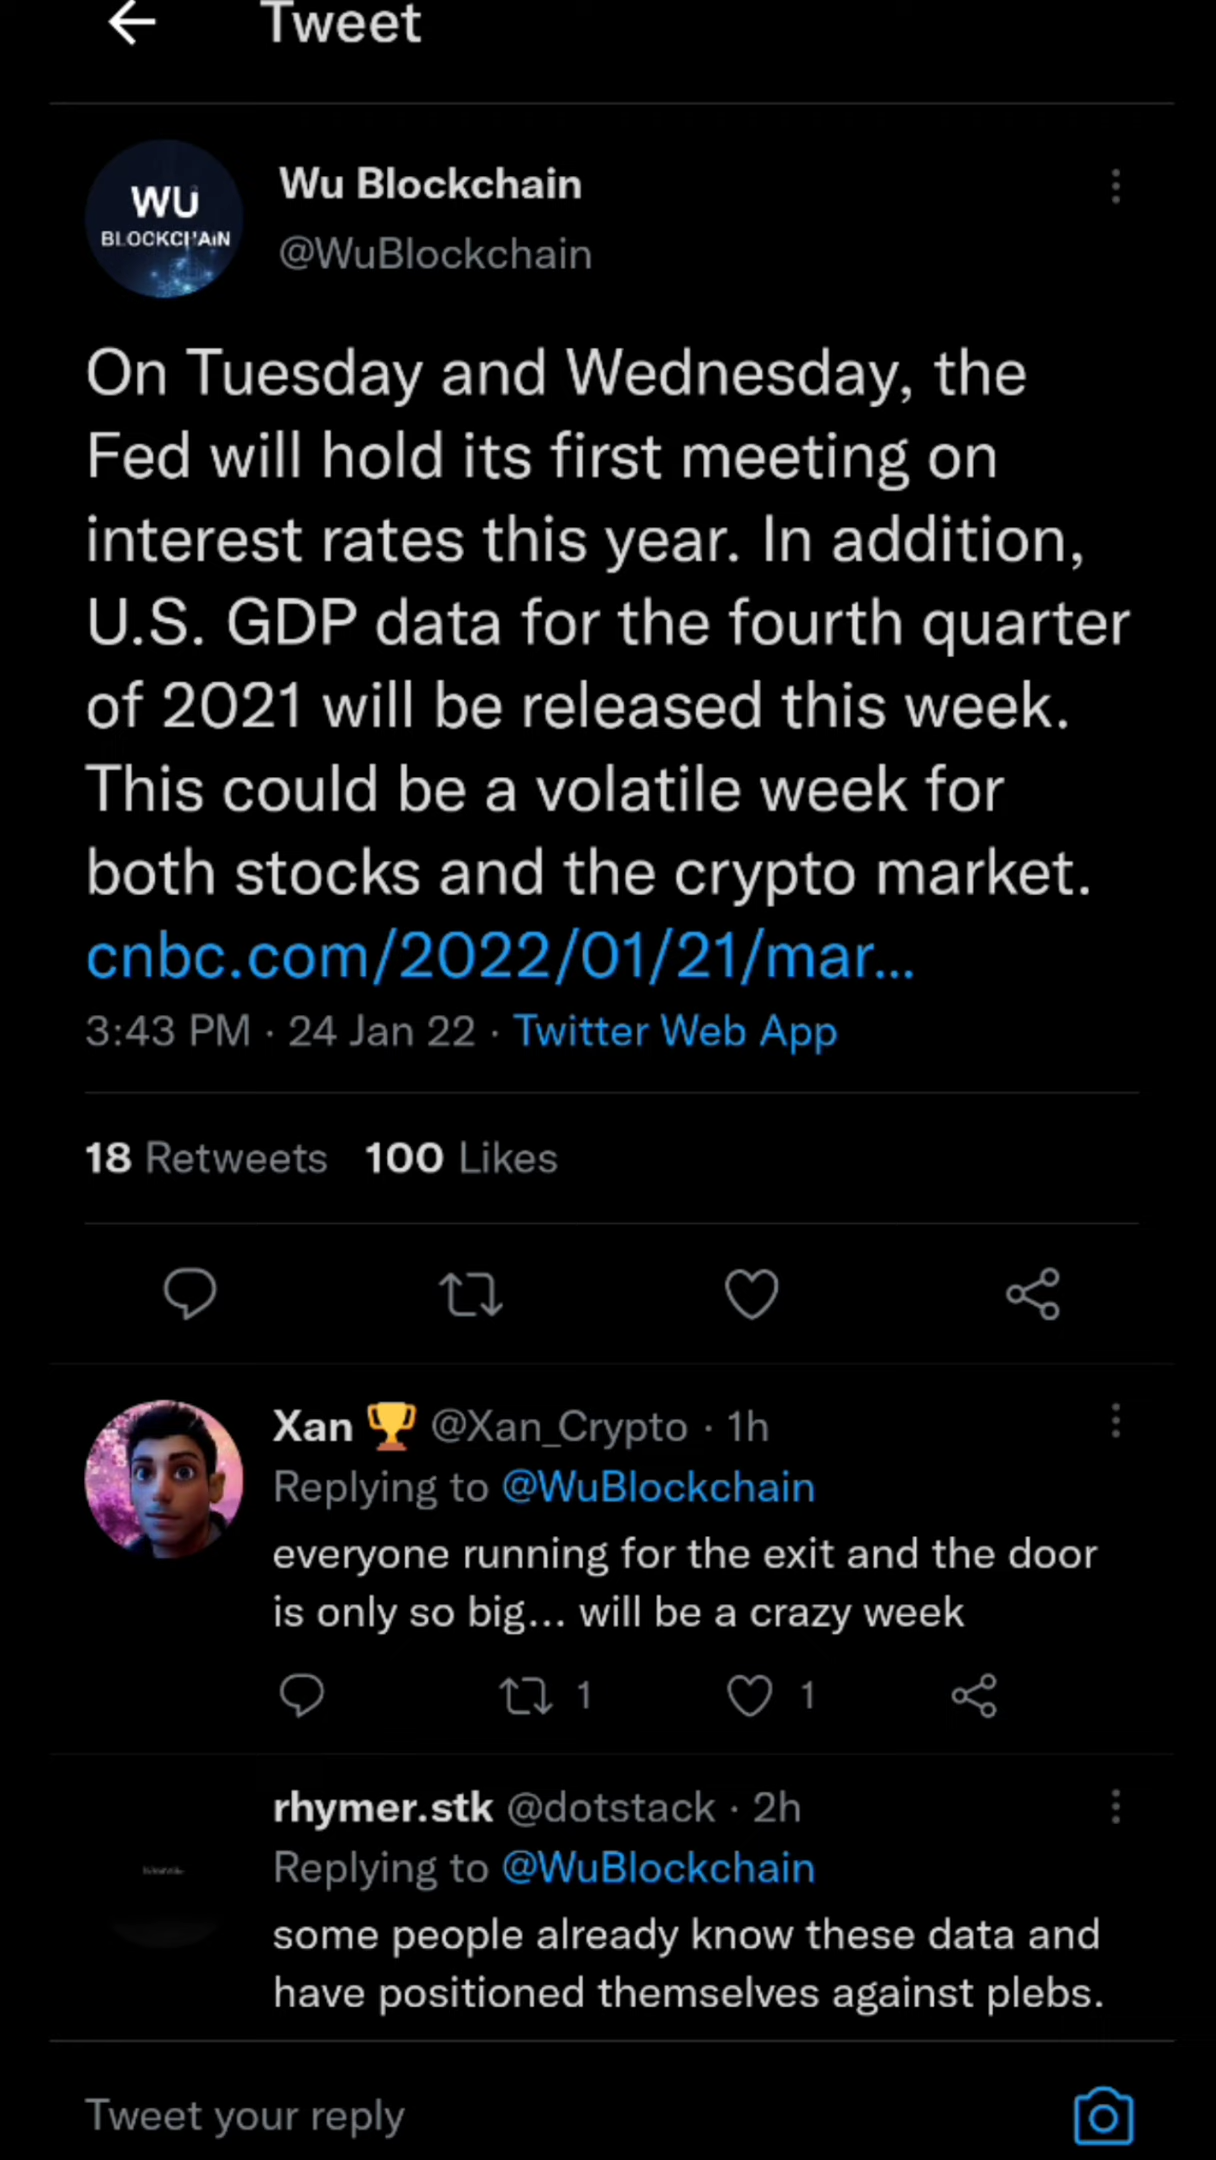 Tweet
WU
BLOCKCHAIN
Wu Blockchain
@WuBlockchain
On Tuesday and Wednesday, the
Fed will hold its first meeting on
interest rates this year. In addition,
U.S. GDP data for the fourth quarter
of 2021 will be released this week.
This could be a volatile week for
both stocks and the crypto market.
cnbc.com/2022/01/21/mar...
3:43 PM · 24 Jan 22 · Twitter Web App
18 Retweets 100 Likes
Xan 🏆 @Xan_Crypto · 1h
Replying to @WuBlockchain
everyone running for the exit and the door
is only so big... will be a crazy week
1 1
rhymer.stk @dotstack · 2h
Replying to @WuBlockchain
some people already know these data and
have positioned themselves against plebs.
Tweet your reply